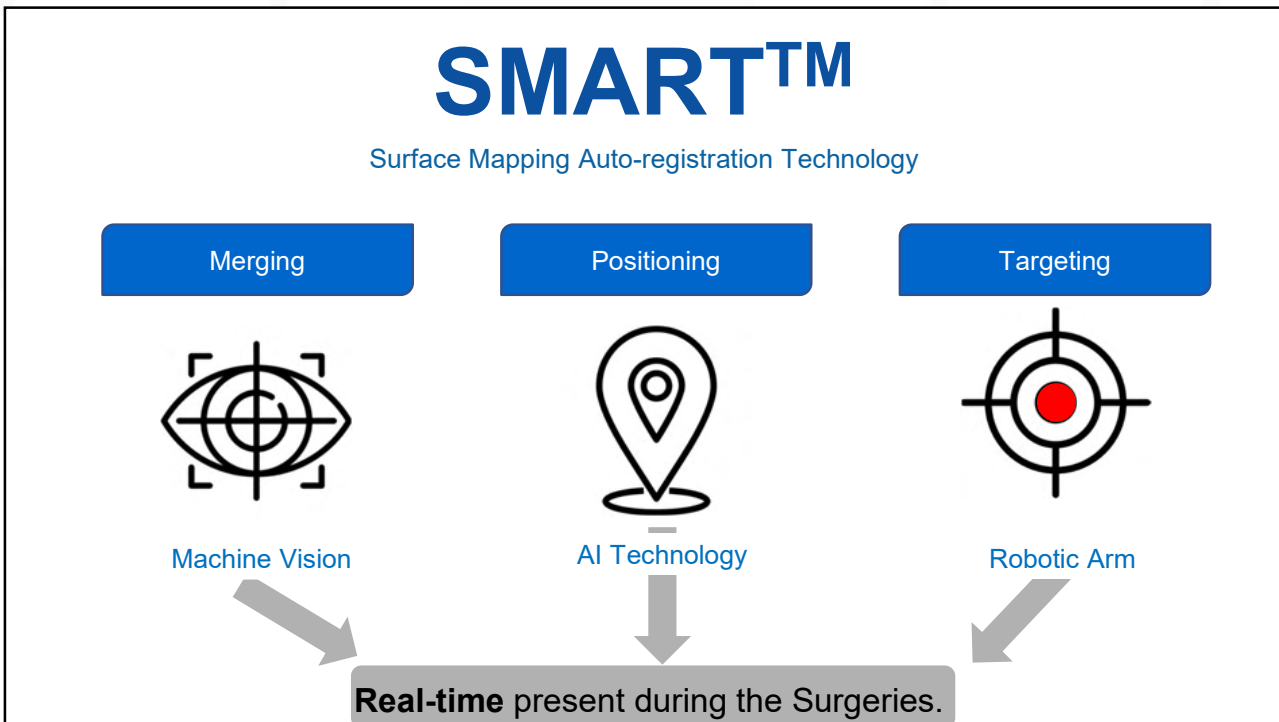 SMART™
Surface Mapping Auto-registration Technology
Merging
Positioning
Targeting
Machine Vision
AI Technology
Robotic Arm
Real-time present during the Surgeries.